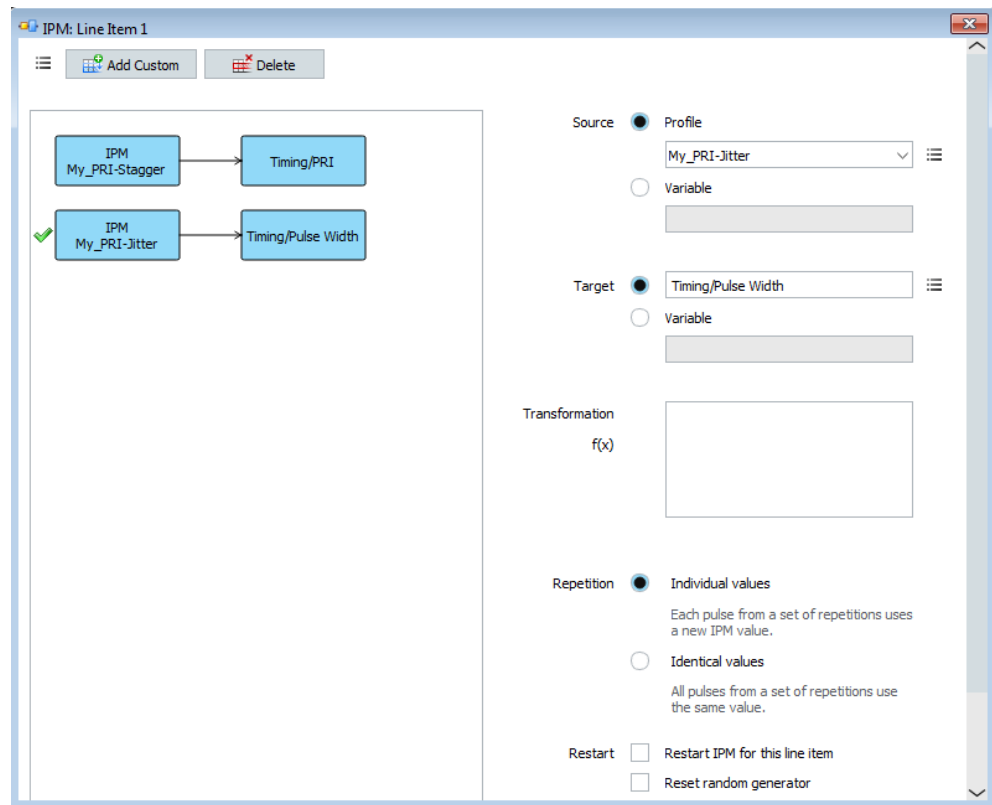 IPM: Line Item 1
Add Custom
Delete
IPM
My_PRI-Stagger
Timing/PRI
IPM
My_PRI-Jitter
Timing/Pulse Width
Source
Profile
My_PRI-Jitter
Variable
Target
Timing/Pulse Width
Variable
Transformation
f(x)
Repetition
Individual values
Each pulse from a set of repetitions uses
a new IPM value.
Identical values
All pulses from a set of repetitions use
the same value.
Restart
Restart IPM for this line item
Reset random generator